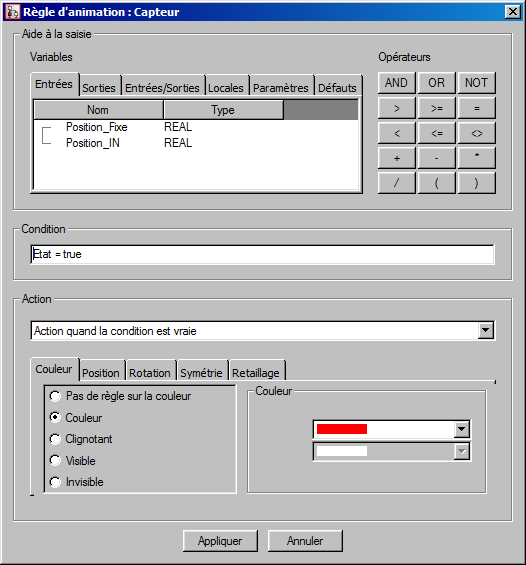 Règle d'animation : Capteur
Aide à la saisie
Variables
Opérateurs
Entrées Sorties Entrées/Sorties Locales Paramètres Défauts
Nom Type
Position_Fixe REAL
Position_IN REAL
AND OR NOT
> >= =
< <= <>
+ - *
/ ( )
Condition
Etat = true
Action
Action quand la condition est vraie
Couleur Position Rotation Symétrie Retaillage
Pas de règle sur la couleur
Couleur
Clignotant
Visible
Invisible
Couleur
Appliquer Annuler